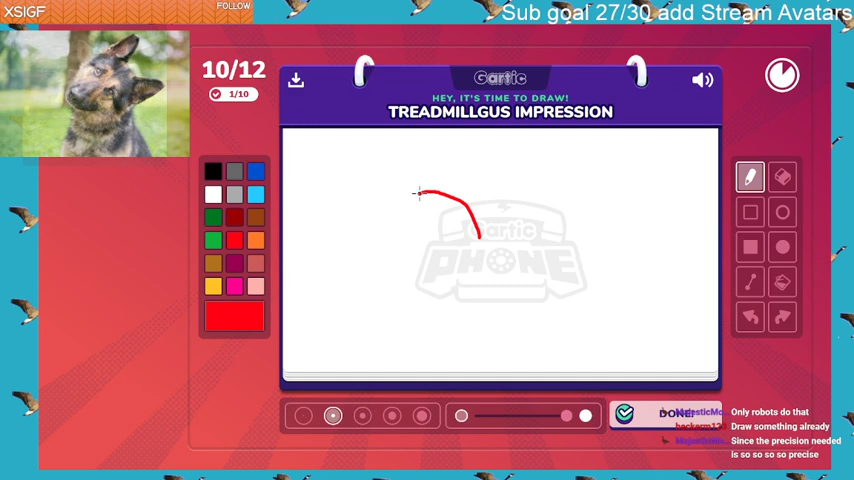 XSIGF
FOLLOW
Sub goal 27/30 add Stream Avatars
10/12
1/10
Gartic
HEY, IT'S TIME TO DRAW!
TREADMILLGUS IMPRESSION
Gartic
PHONE
DONE!
Only robots do that
Draw something already
Since the precision needed
is so so so so precise